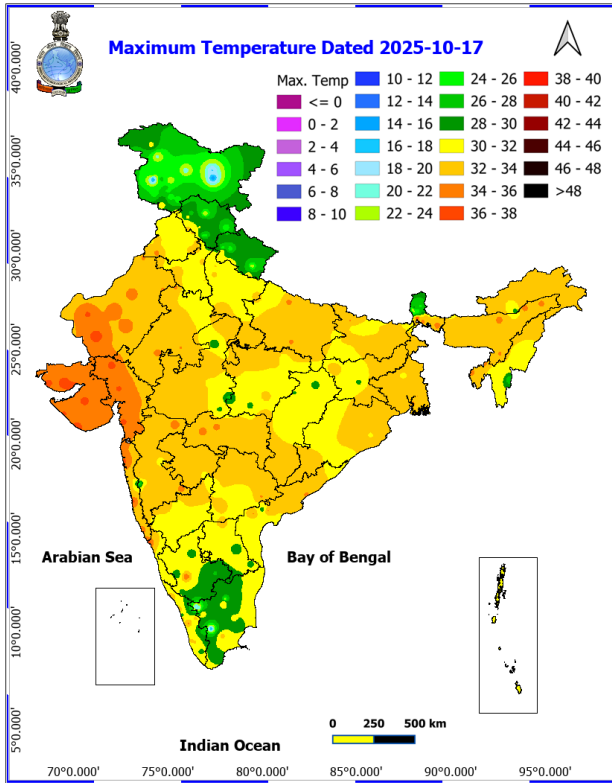 Maximum Temperature Dated 2025-10-17
Max. Temp
<= 0
0 - 2
2 - 4
4 - 6
6 - 8
8 - 10
10 - 12
12 - 14
14 - 16
16 - 18
18 - 20
20 - 22
22 - 24
24 - 26
26 - 28
28 - 30
30 - 32
32 - 34
34 - 36
36 - 38
38 - 40
40 - 42
42 - 44
44 - 46
46 - 48
>48
40°0.000'
35°0.000'
30°0.000'
25°0.000'
20°0.000'
15°0.000'
10°0.000'
5°0.000'
Arabian Sea
Bay of Bengal
Indian Ocean
0 250 500 km
70°0.000' 75°0.000' 80°0.000' 85°0.000' 90°0.000' 95°0.000'